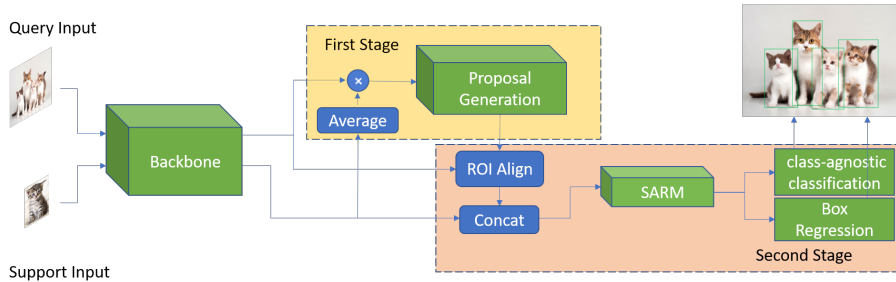 Query Input
First Stage
×
Proposal
Generation
Average
Backbone
ROI Align
class-agnostic
classification
SARM
Concat
Box
Regression
Second Stage
Support Input